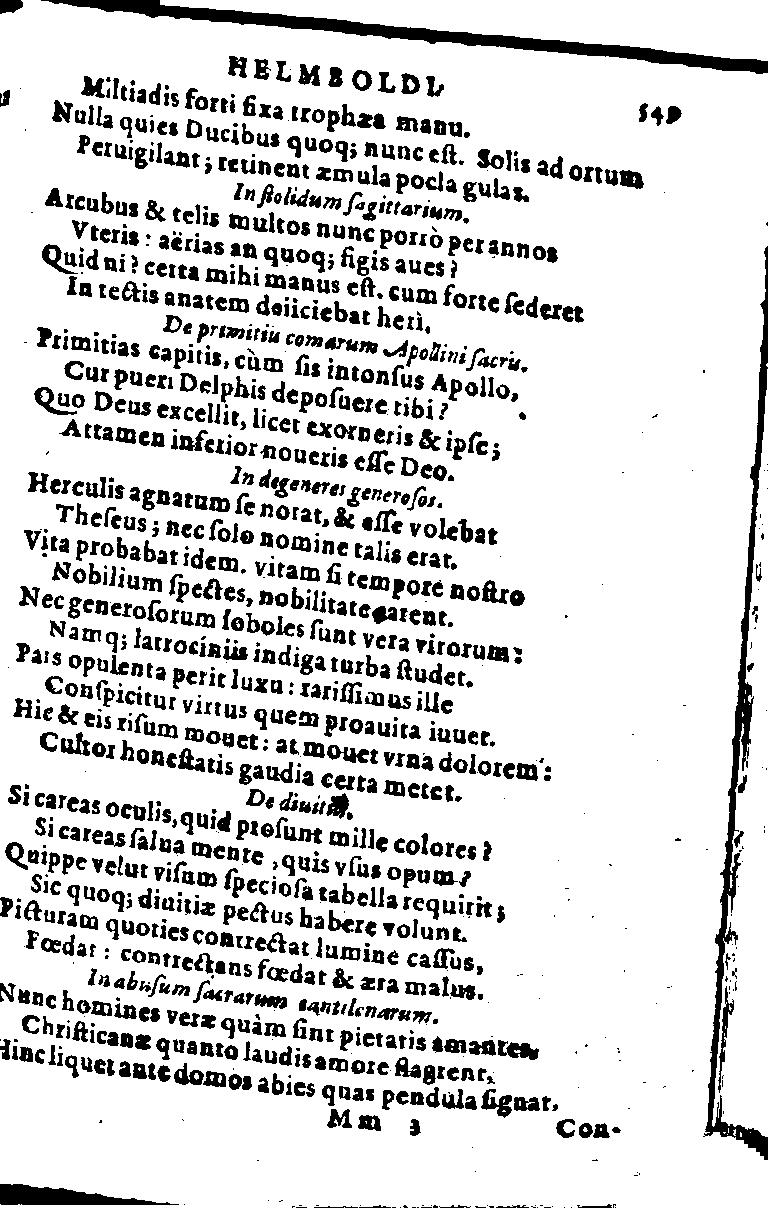 HELMBOLDI.
549
Miltiadis forti fixa trophæa manu.
Nulla quies Ducibus quoq; nunc eſt. Solis ad ortum
Peruigilant; retinent æmula pocla gulas.
In ſtolidum ſagittarium.
Arcubus & telis multos nunc porrò per annos
Vteris: aërias an quoq; figis aues?
Quid ni? certa mihi manus eſt. cum forte ſederet
In tectis anatem deiiciebat herì.
De primitiis comarum Apollini ſacris.
Primitias capitis, cùm ſis intonſus Apollo,
Cur pueri Delphis depoſuere tibi?
Quo Deus excellit, licet exorneris & ipſe;
Attamen inferior noueris eſſe Deo.
In degeneres generoſos.
Herculis agnatum ſe notat, & eſſe volebat
Theſeus; nec ſolo nomine talis erat.
Vita probabat idem. vitam ſi tempore noſtro
Nobilium ſpectes, nobilitate carent.
Nec generoſorum ſoboles ſunt vera virorum:
Namq; latrociniis indiga turba ſtudet.
Pars opulenta perit luxu: rariſſimus ille
Conſpicitur virtus quem proauita iuuet.
Hic & eis riſum mouet: at mouet vrna dolorem:
Cultor honeſtatis gaudia certa metet.
De diuitiis.
Si careas oculis, quid proſunt mille colores?
Si careas ſalua mente, quis vſus opum?
Quippe velut viſum ſpecioſa tabella requirit;
Sic quoq; diuitiæ pectus habere volunt.
Picturam quoties contrectat lumine caſſus,
Fœdat: contrectans fœdat & æra malus.
In abuſum ſacrarum cantilenarum.
Nunc homines veræ quàm ſint pietatis amantes,
Chriſticanæ quanto laudis amore flagrent,
Hinc liquet ante domos abies quas pendula ſignat,
Mm 3
Con-